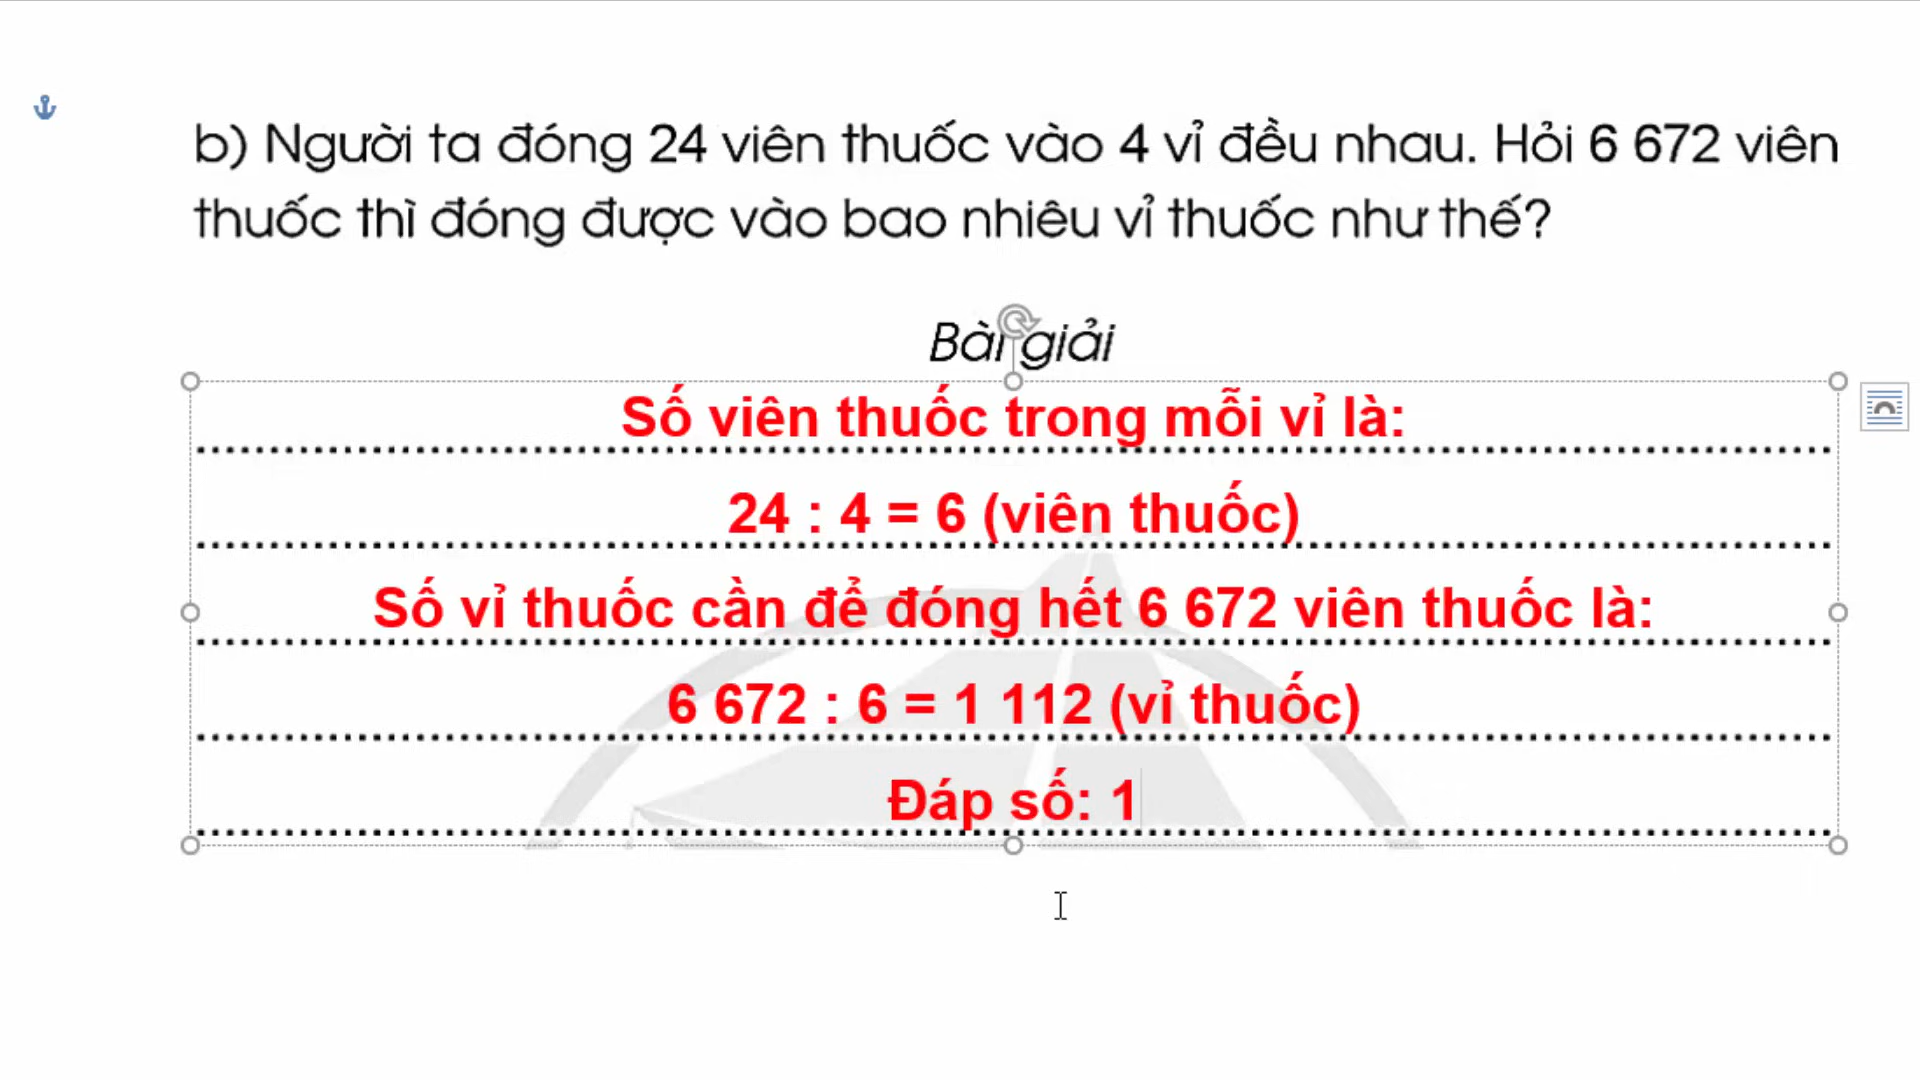 b) Người ta đóng 24 viên thuốc vào 4 vỉ đều nhau. Hỏi 6 672 viên
thuốc thì đóng được vào bao nhiêu vỉ thuốc như thế?
Bài giải
Số viên thuốc trong mỗi vỉ là:
24 : 4 = 6 (viên thuốc)
Số vỉ thuốc cần để đóng hết 6 672 viên thuốc là:
6 672 : 6 = 1 112 (vỉ thuốc)
Đáp số: 1